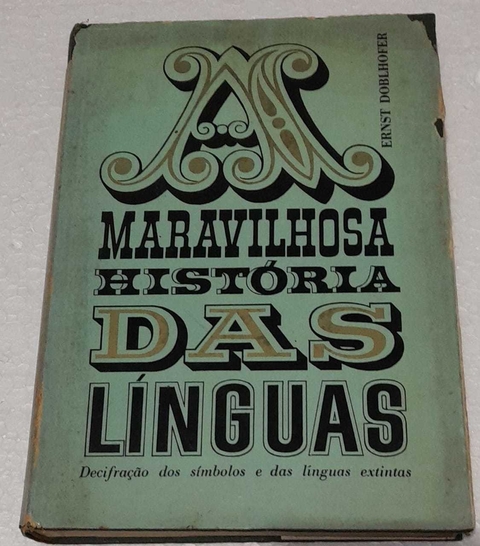 ERNST DOBLHOFER
A
MARAVILHOSA
HISTÓRIA
DAS
LÍNGUAS
Decifração dos símbolos e das línguas extintas